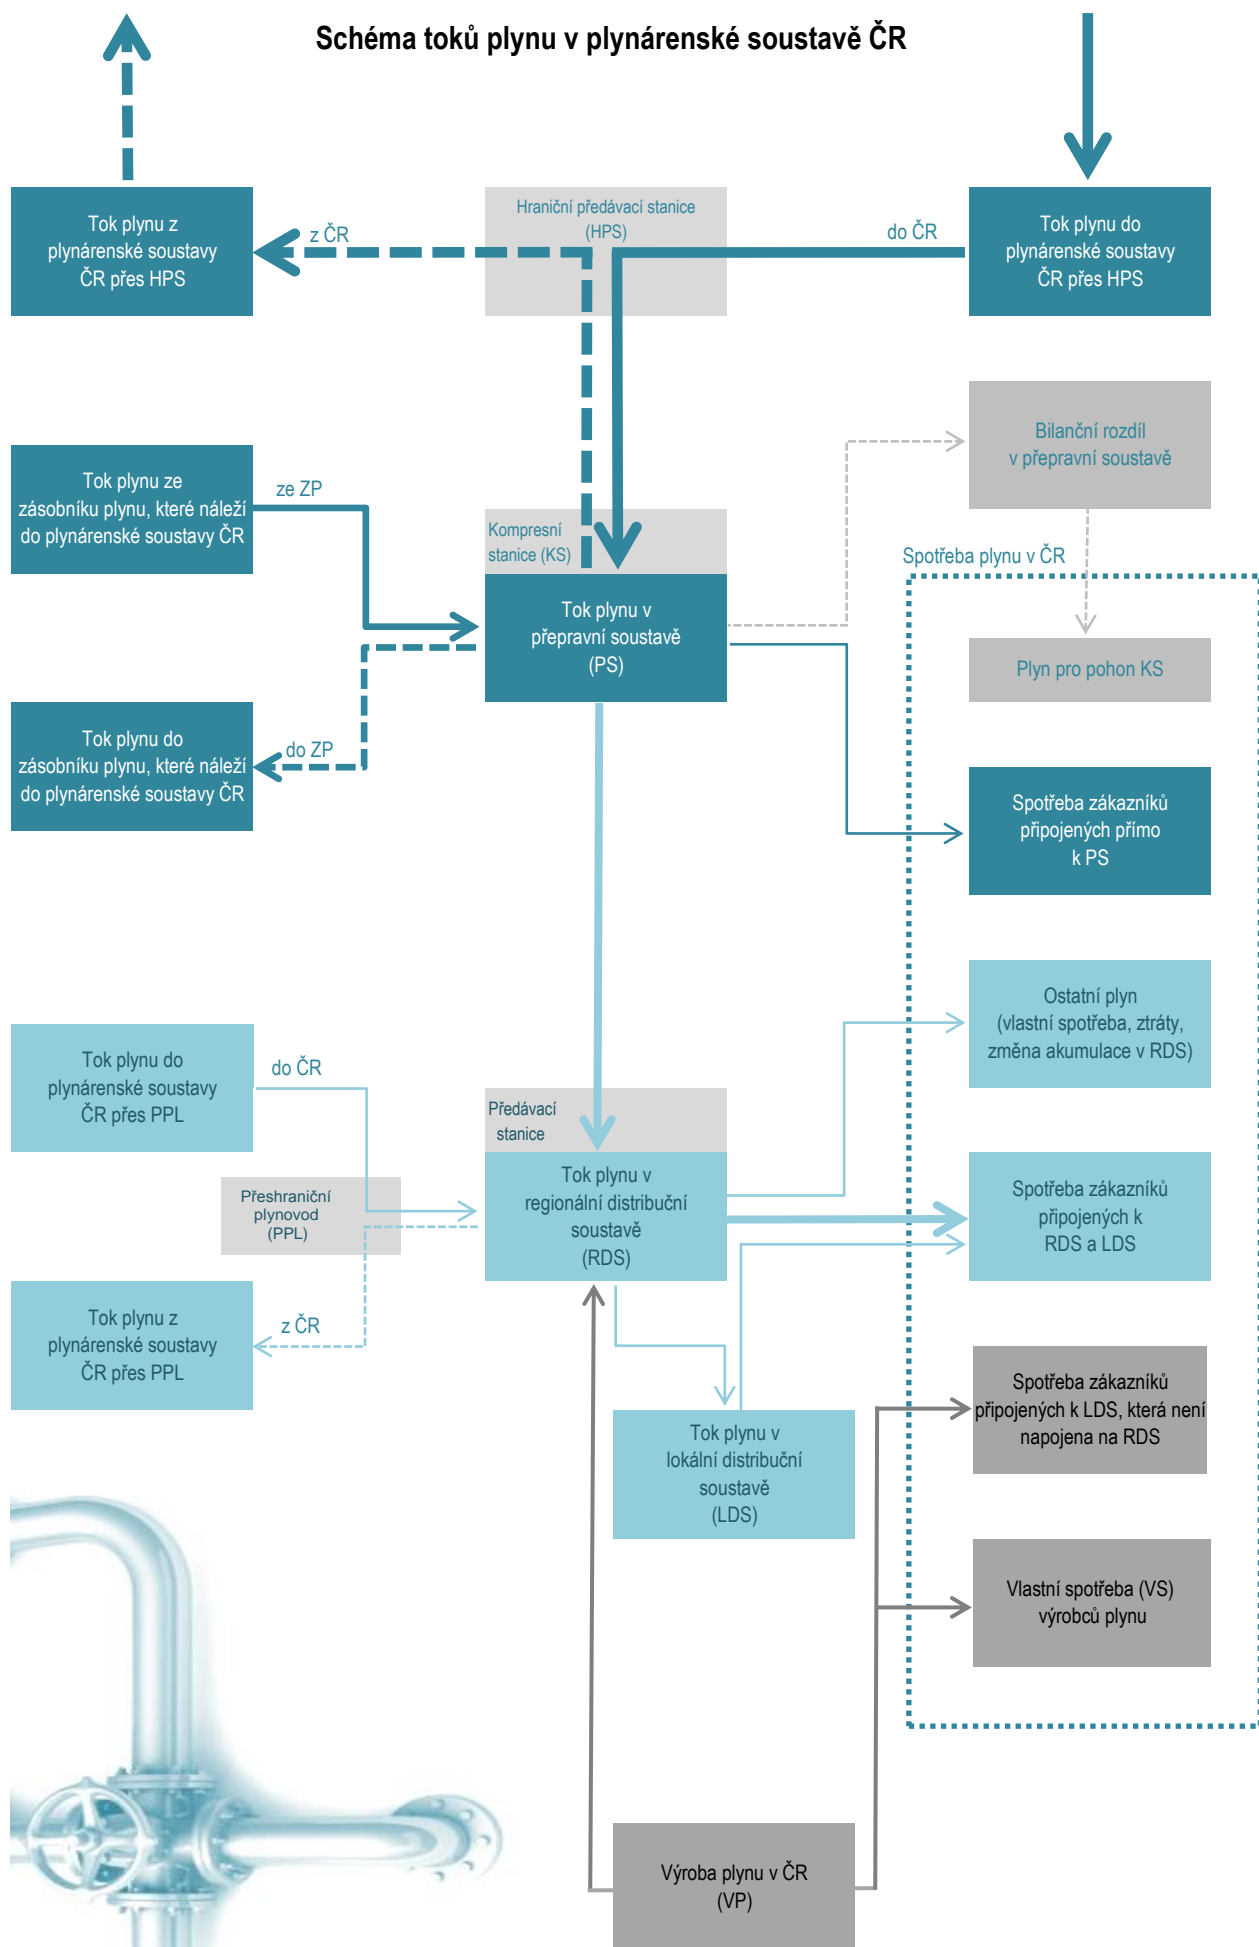 Schéma toků plynu v plynárenské soustavě ČR
Tok plynu z
plynárenské soustavy
ČR přes HPS
z ČR
Hraniční předávací stanice
(HPS)
do ČR
Tok plynu do
plynárenské soustavy
ČR přes HPS
Bilanční rozdíl
v přepravní soustavě
Tok plynu ze
zásobníku plynu, které náleží
do plynárenské soustavy ČR
ze ZP
Kompresní
stanice (KS)
Spotřeba plynu v ČR
Tok plynu v
přepravní soustavě
(PS)
Plyn pro pohon KS
Tok plynu do
zásobníku plynu, které náleží
do plynárenské soustavy ČR
do ZP
Spotřeba zákazníků
připojených přímo
k PS
Ostatní plyn
(vlastní spotřeba, ztráty,
změna akumulace v RDS)
Tok plynu do
plynárenské soustavy
ČR přes PPL
do ČR
Předávací
stanice
Přeshraniční
plynovod
(PPL)
Tok plynu v
regionální distribuční
soustavě
(RDS)
Spotřeba zákazníků
připojených k
RDS a LDS
Tok plynu z
plynárenské soustavy
ČR přes PPL
z ČR
Spotřeba zákazníků
připojených k LDS, která není
napojena na RDS
Tok plynu v
lokální distribuční
soustavě
(LDS)
Vlastní spotřeba (VS)
výrobců plynu
Výroba plynu v ČR
(VP)